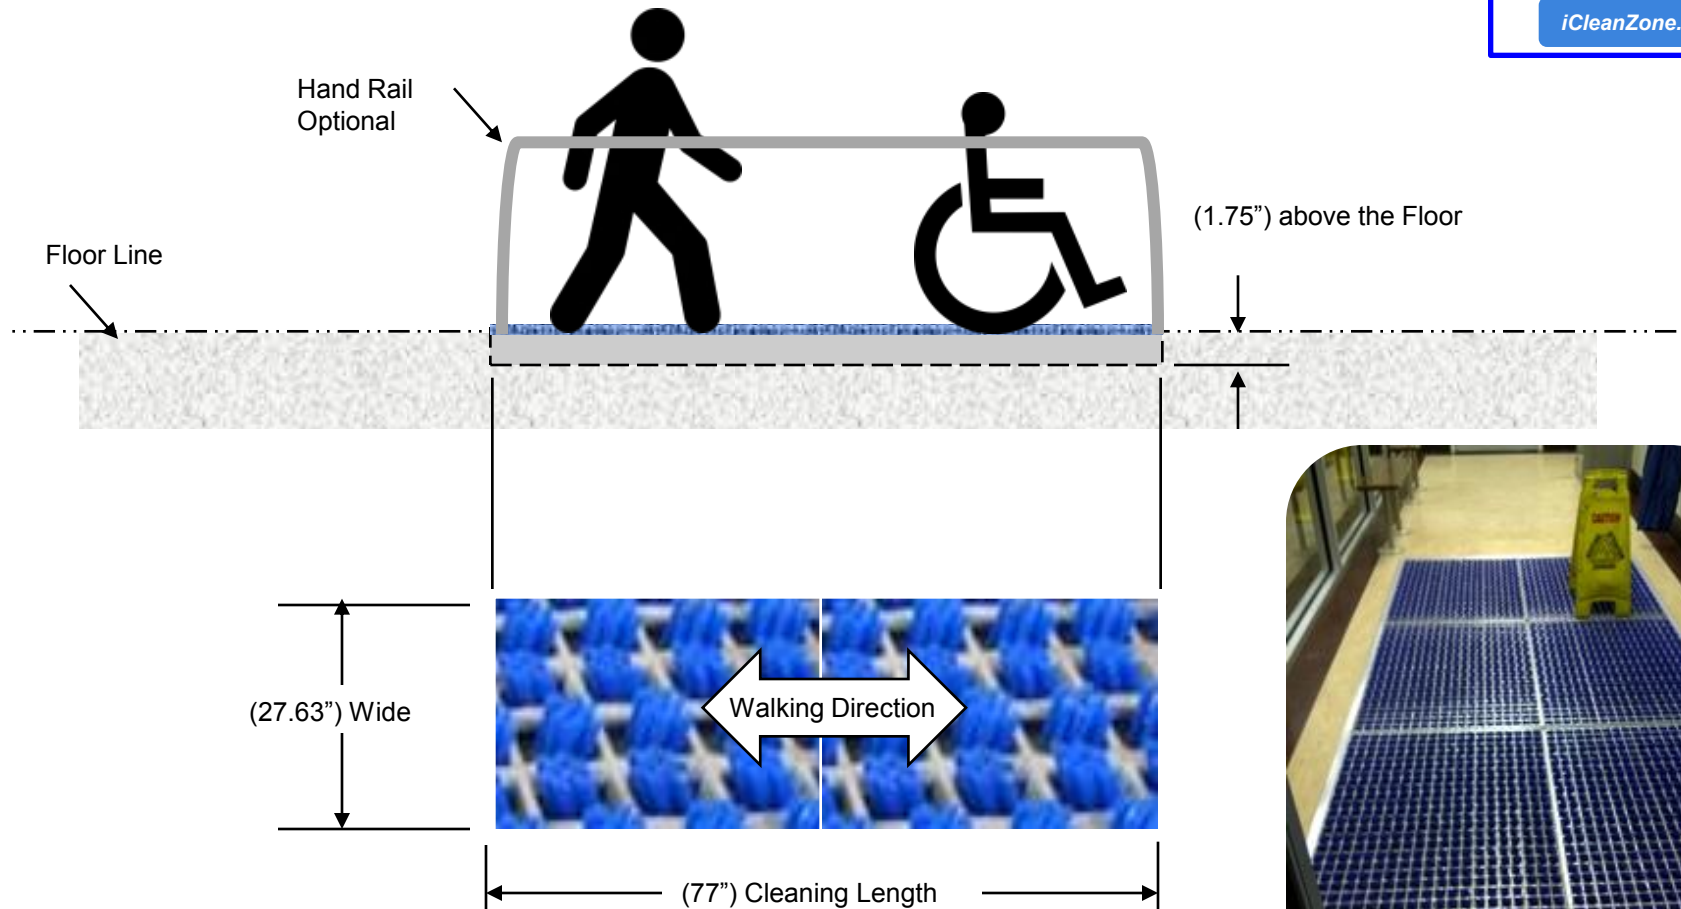 iCleanZone.
Hand Rail
Optional
(1.75”) above the Floor
Floor Line
CAUTION
(27.63”) Wide
Walking Direction
(77”) Cleaning Length